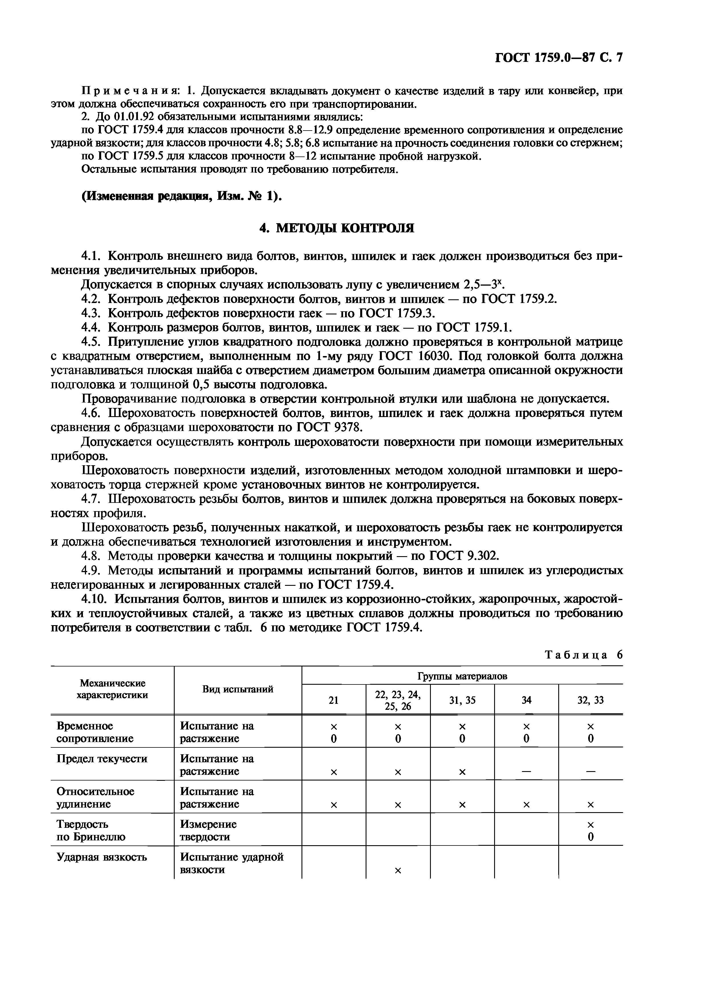 ГОСТ 1759.0—87 С. 7
Примечания: 1. Допускается вкладывать документ о качестве изделий в тару или конвейер, при
этом должна обеспечиваться сохранность его при транспортировании.
2. До 01.01.92 обязательными испытаниями являлись:
по ГОСТ 1759.4 для классов прочности 8.8—12.9 определение временного сопротивления и определение
ударной вязкости; для классов прочности 4.8; 5.8; 6.8 испытание на прочность соединения головки со стержнем;
по ГОСТ 1759.5 для классов прочности 8—12 испытание пробной нагрузкой.
Остальные испытания проводят по требованию потребителя.
(Измененная редакция, Изм. № 1).
4. МЕТОДЫ КОНТРОЛЯ
4.1. Контроль внешнего вида болтов, винтов, шпилек и гаек должен производиться без при-
менения увеличительных приборов.
Допускается в спорных случаях использовать лупу с увеличением 2,5—3ˣ.
4.2. Контроль дефектов поверхности болтов, винтов и шпилек — по ГОСТ 1759.2.
4.3. Контроль дефектов поверхности гаек — по ГОСТ 1759.3.
4.4. Контроль размеров болтов, винтов, шпилек и гаек — по ГОСТ 1759.1.
4.5. Притупление углов квадратного подголовка должно проверяться в контрольной матрице
с квадратным отверстием, выполненным по 1-му ряду ГОСТ 16030. Под головкой болта должна
устанавливаться плоская шайба с отверстием диаметром большим диаметра описанной окружности
подголовка и толщиной 0,5 высоты подголовка.
Проворачивание подголовка в отверстии контрольной втулки или шаблона не допускается.
4.6. Шероховатость поверхностей болтов, винтов, шпилек и гаек должна проверяться путем
сравнения с образцами шероховатости по ГОСТ 9378.
Допускается осуществлять контроль шероховатости поверхности при помощи измерительных
приборов.
Шероховатость поверхности изделий, изготовленных методом холодной штамповки и шеро-
ховатость торца стержней кроме установочных винтов не контролируется.
4.7. Шероховатость резьбы болтов, винтов и шпилек должна проверяться на боковых поверх-
ностях профиля.
Шероховатость резьб, полученных накаткой, и шероховатость резьбы гаек не контролируется
и должна обеспечиваться технологией изготовления и инструментом.
4.8. Методы проверки качества и толщины покрытий — по ГОСТ 9.302.
4.9. Методы испытаний и программы испытаний болтов, винтов и шпилек из углеродистых
нелегированных и легированных сталей — по ГОСТ 1759.4.
4.10. Испытания болтов, винтов и шпилек из коррозионно-стойких, жаропрочных, жаростой-
ких и теплоустойчивых сталей, а также из цветных сплавов должны проводиться по требованию
потребителя в соответствии с табл. 6 по методике ГОСТ 1759.4.
Таблица 6
Механические
характеристики
Вид испытаний
Группы материалов
21
22, 23, 24,
25, 26
31, 35
34
32, 33
Временное Испытание на × × × × ×
сопротивление растяжение 0 0 0 0 0
Предел текучести Испытание на
растяжение × × × — —
Относительное Испытание на
удлинение растяжение × × × × ×
Твердость Измерение ×
по Бринеллю твердости 0
Ударная вязкость Испытание ударной
вязкости ×